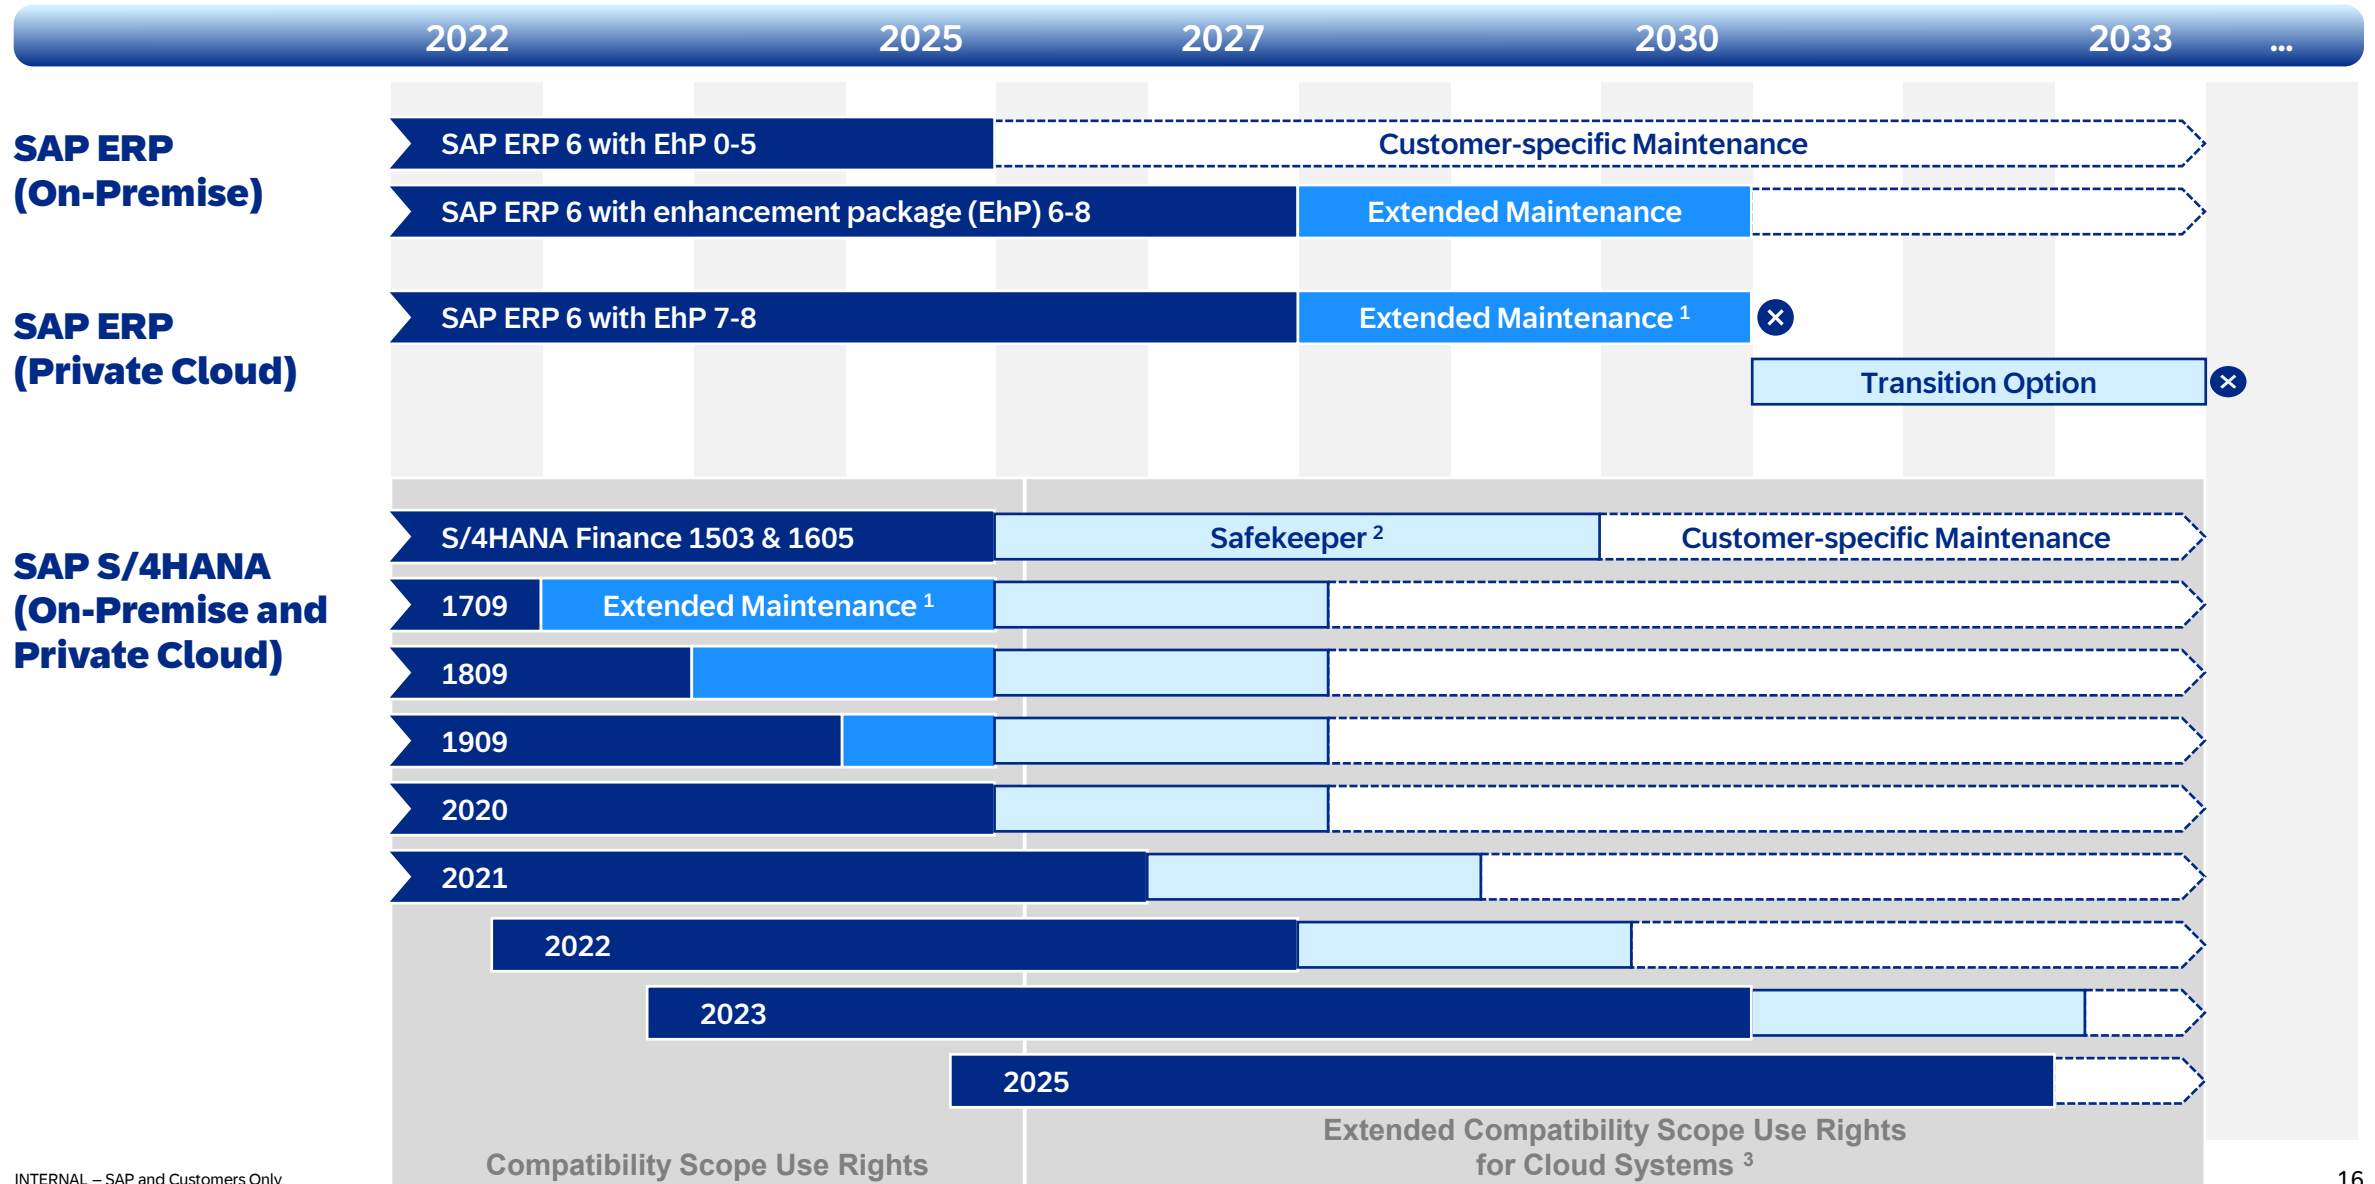 2022 2025 2027 2030 2033 ...
SAP ERP
(On-Premise)
SAP ERP 6 with EhP 0-5
Customer-specific Maintenance
SAP ERP 6 with enhancement package (EhP) 6-8
Extended Maintenance
SAP ERP
(Private Cloud)
SAP ERP 6 with EhP 7-8
Extended Maintenance 1
Transition Option
SAP S/4HANA
(On-Premise and
Private Cloud)
S/4HANA Finance 1503 & 1605
Safekeeper 2
Customer-specific Maintenance
1709
Extended Maintenance 1
1809
1909
2020
2021
2022
2023
2025
Compatibility Scope Use Rights
Extended Compatibility Scope Use Rights
for Cloud Systems 3
INTERNAL – SAP and Customers Only
16